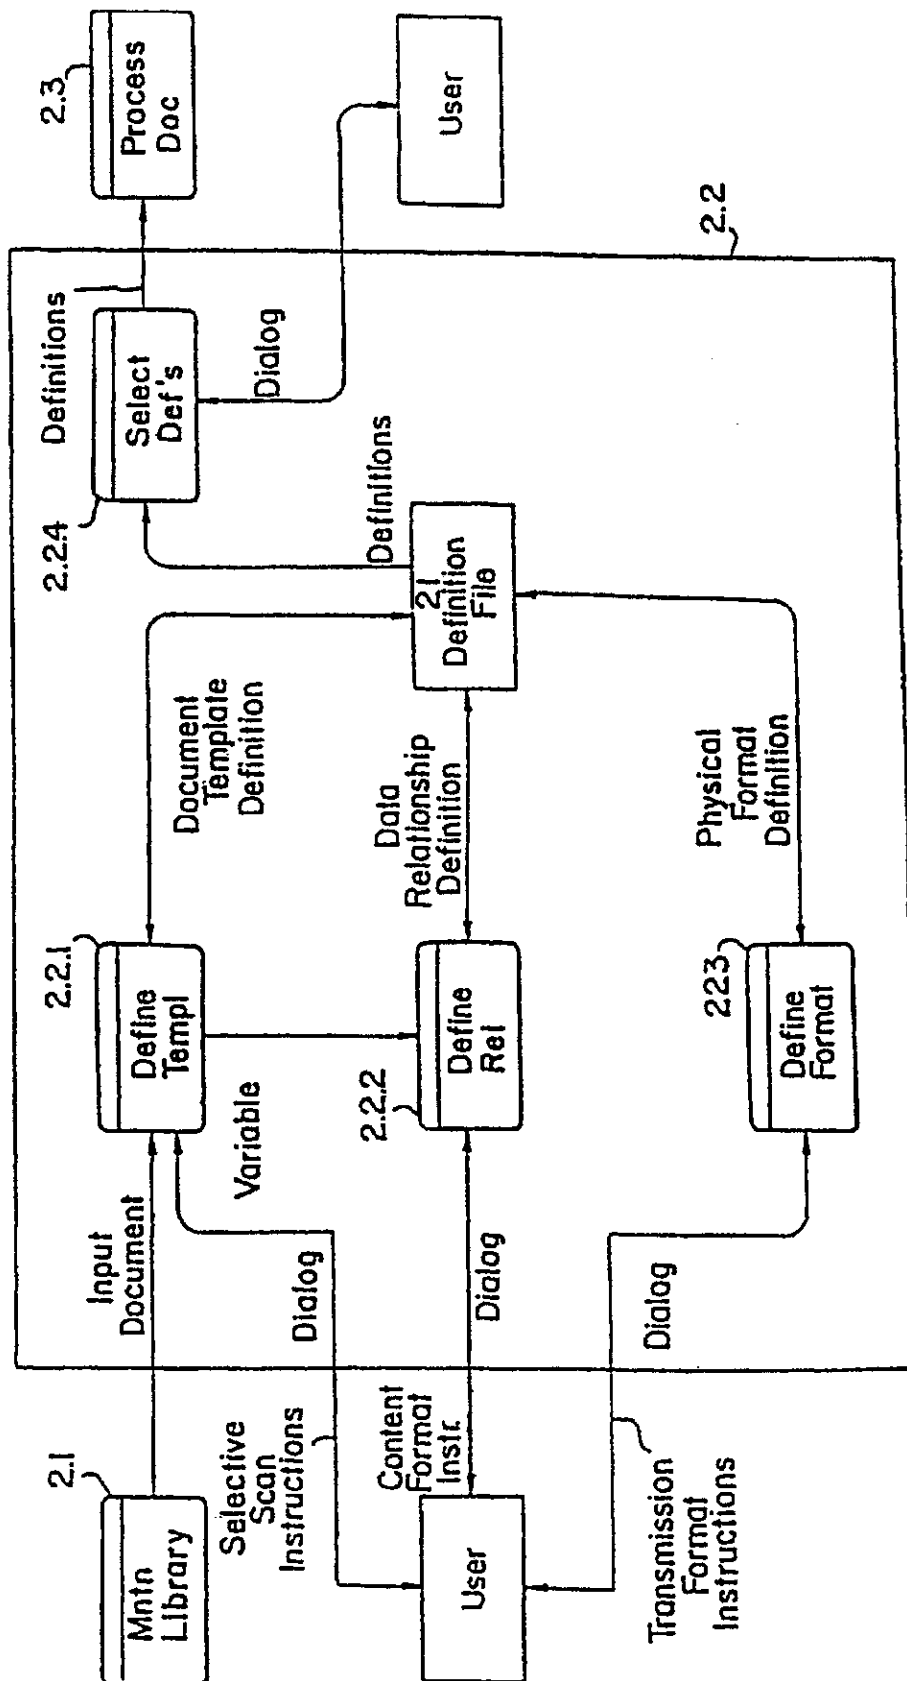 2.1
Mntn
Library
Input
Document
2.2.1
Define
Templ
Document
Template
Definition
2.2.4
Select
Def's
Definitions
2.3
Process
Doc
Selective
Scan
Instructions
Dialog
Variable
Definitions
Dialog
User
User
Content
Format
Instr.
Dialog
2.2.2
Define
Rel
Data
Relationship
Definition
2.1
Definition
File
2.2
Transmission
Format
Instructions
Dialog
223
Define
Format
Physical
Format
Definition